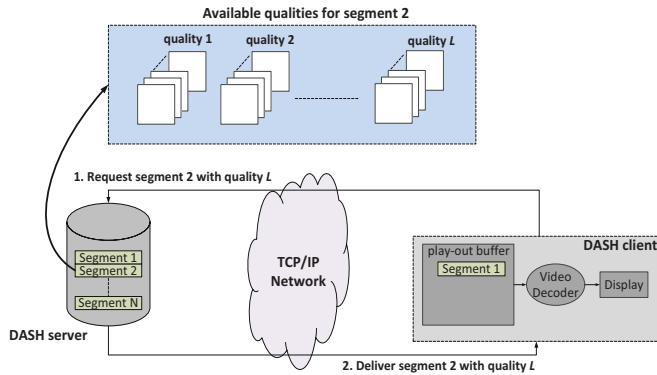 Available qualities for segment 2
quality 1
quality 2
quality L
1. Request segment 2 with quality L
Segment 1
Segment 2
Segment N
DASH server
TCP/IP
Network
DASH client
play-out buffer
Segment 1
Video
Decoder
Display
2. Deliver segment 2 with quality L